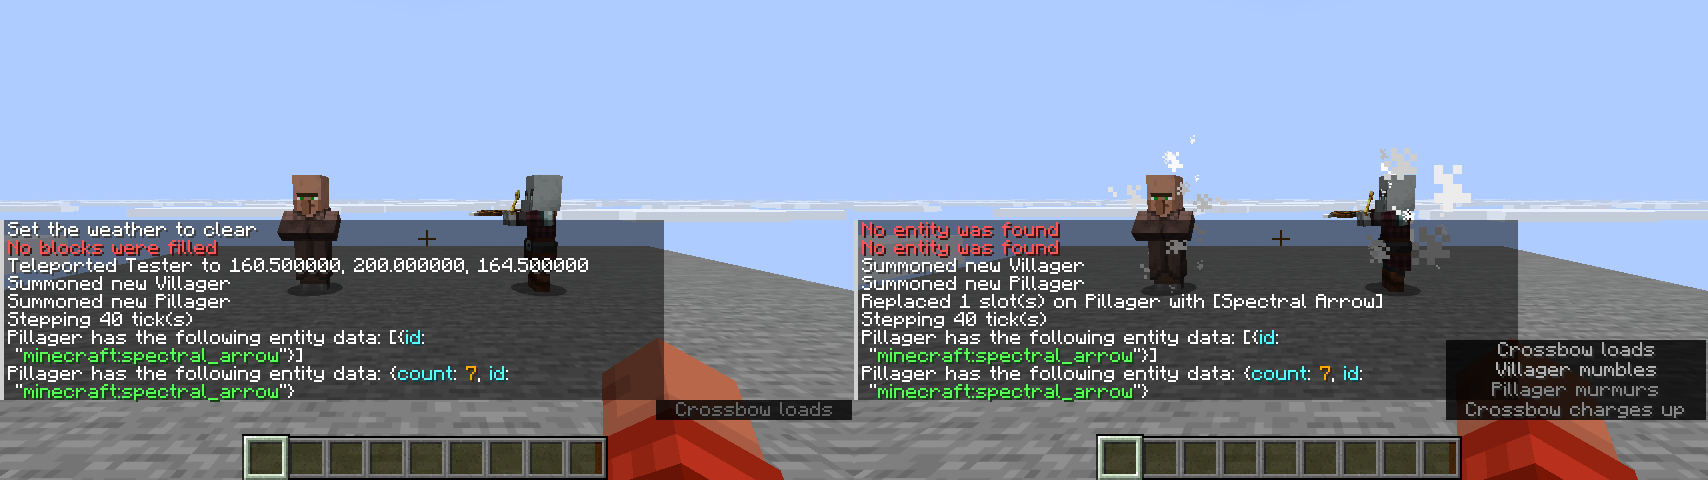 Set the weather to clear
No blocks were filled
Teleported Tester to 160.500000, 200.000000, 164.500000
Summoned new Villager
Summoned new Pillager
Stepping 40 tick(s)
Pillager has the following entity data: [{id:
"minecraft:spectral_arrow"}]
Pillager has the following entity data: {count: 7, id:
"minecraft:spectral_arrow"}
Crossbow loads
No entity was found
No entity was found
Summoned new Villager
Summoned new Pillager
Replaced 1 slot(s) on Pillager with [Spectral Arrow]
Stepping 40 tick(s)
Pillager has the following entity data: [{id:
"minecraft:spectral_arrow"}]
Pillager has the following entity data: {count: 7, id:
"minecraft:spectral_arrow"}
Crossbow loads
Villager mumbles
Pillager murmurs
Crossbow charges up